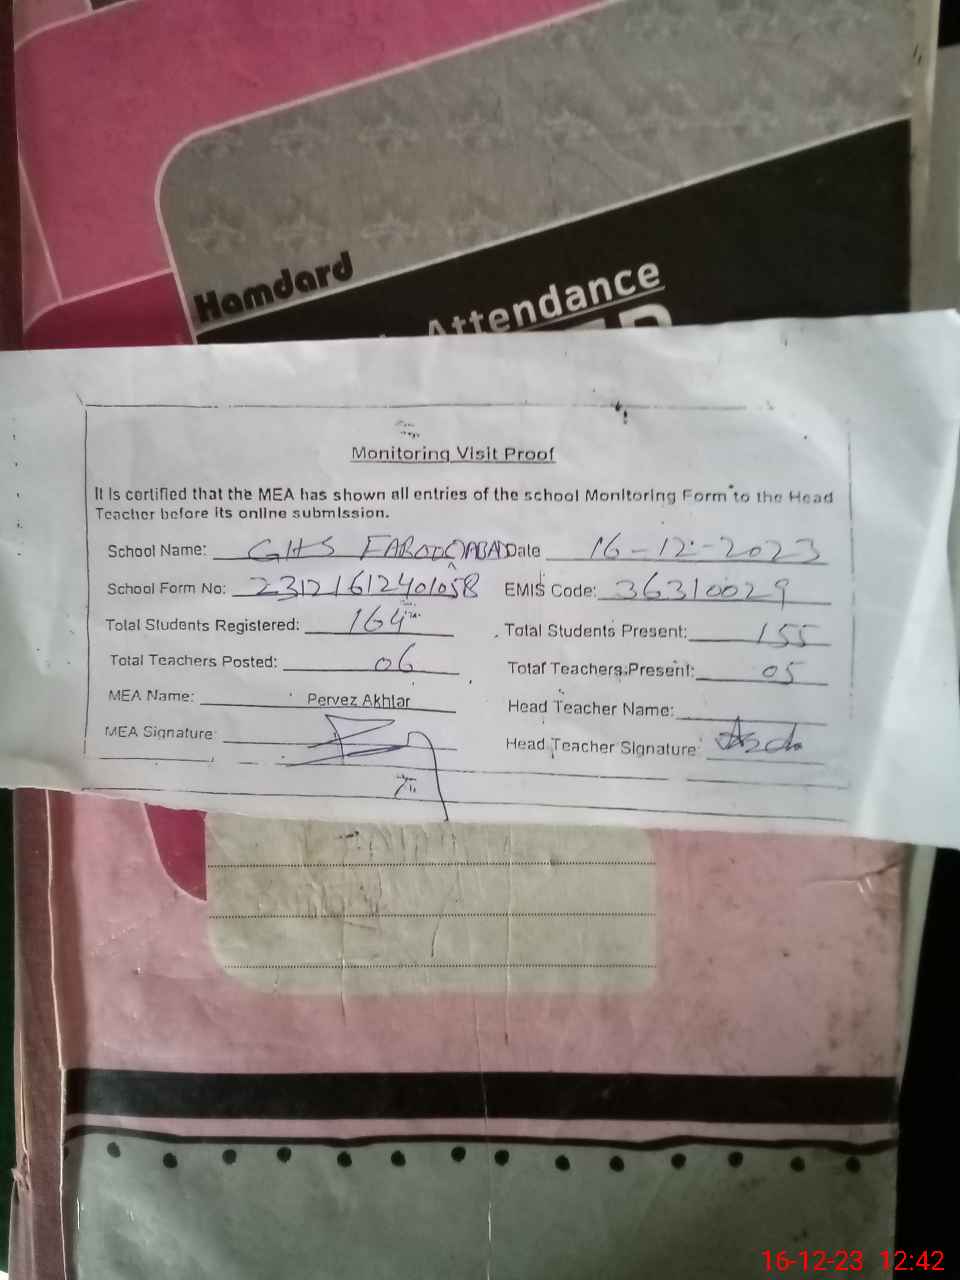 Hamdard
Attendance
Monitoring Visit Proof
It is certified that the MEA has shown all entries of the school Monitoring Form to the Head
Teacher before its online submission.
School Name: GHS Date 16-12-2023
School Form No: 23121612401058 EMIS Code: 36310029
Total Students Registered: 164 Total Students Present: 155
Total Teachers Posted: 06 Total Teachers Present: 05
MEA Name: Pervez Akhtar Head Teacher Name:
MEA Signature: Head Teacher Signature:
16-12-23 12:42